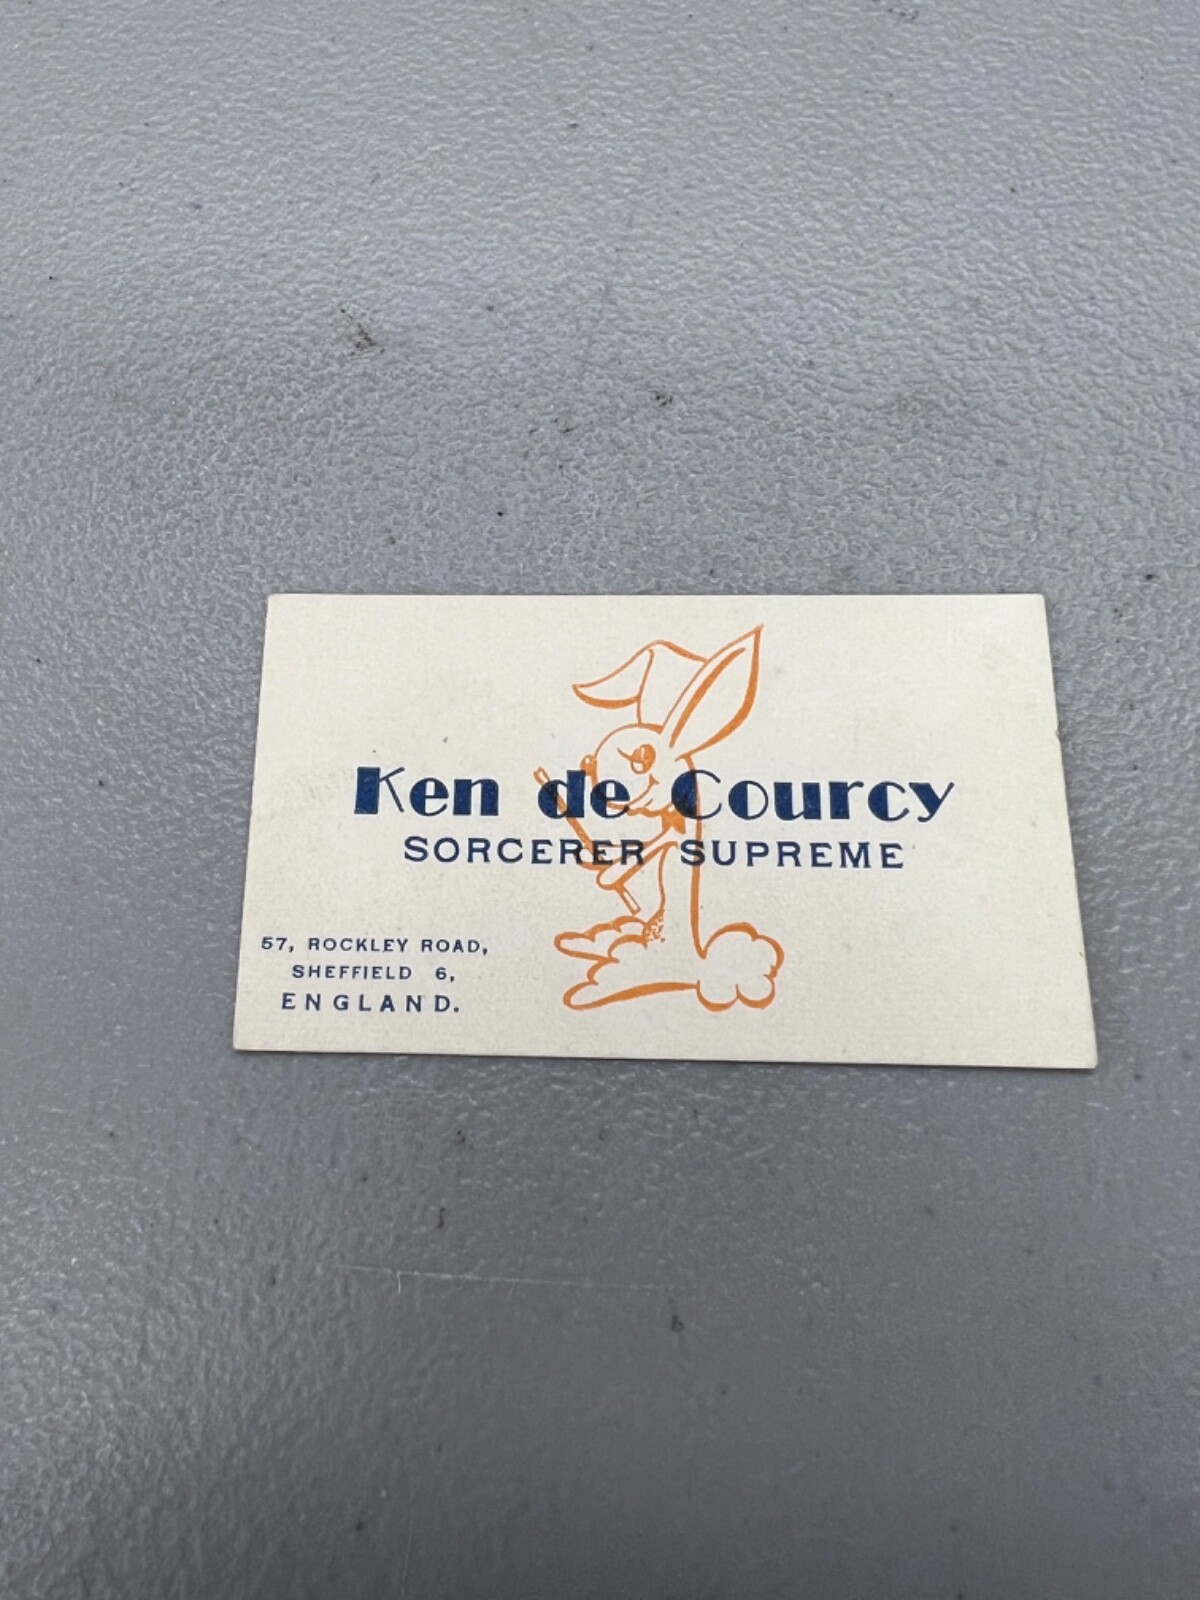 Ken de Courcy
SORCERER SUPREME
57, ROCKLEY ROAD,
SHEFFIELD 6,
ENGLAND.